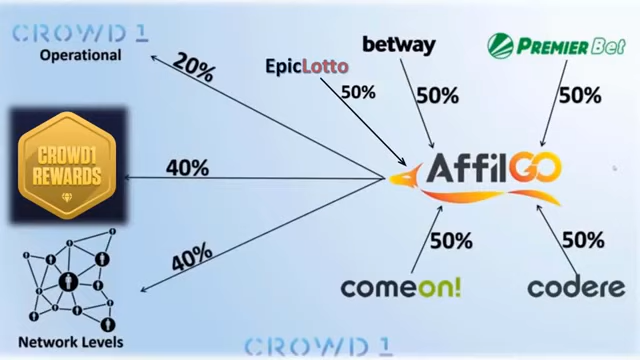 CROWD 1
Operational
20%
EpicLotto
50%
betway
50%
PREMIER Bet
50%
CROWD1
REWARDS
40%
AffilGO
40%
50%
50%
comeon!
codere
Network Levels
CROWD 1